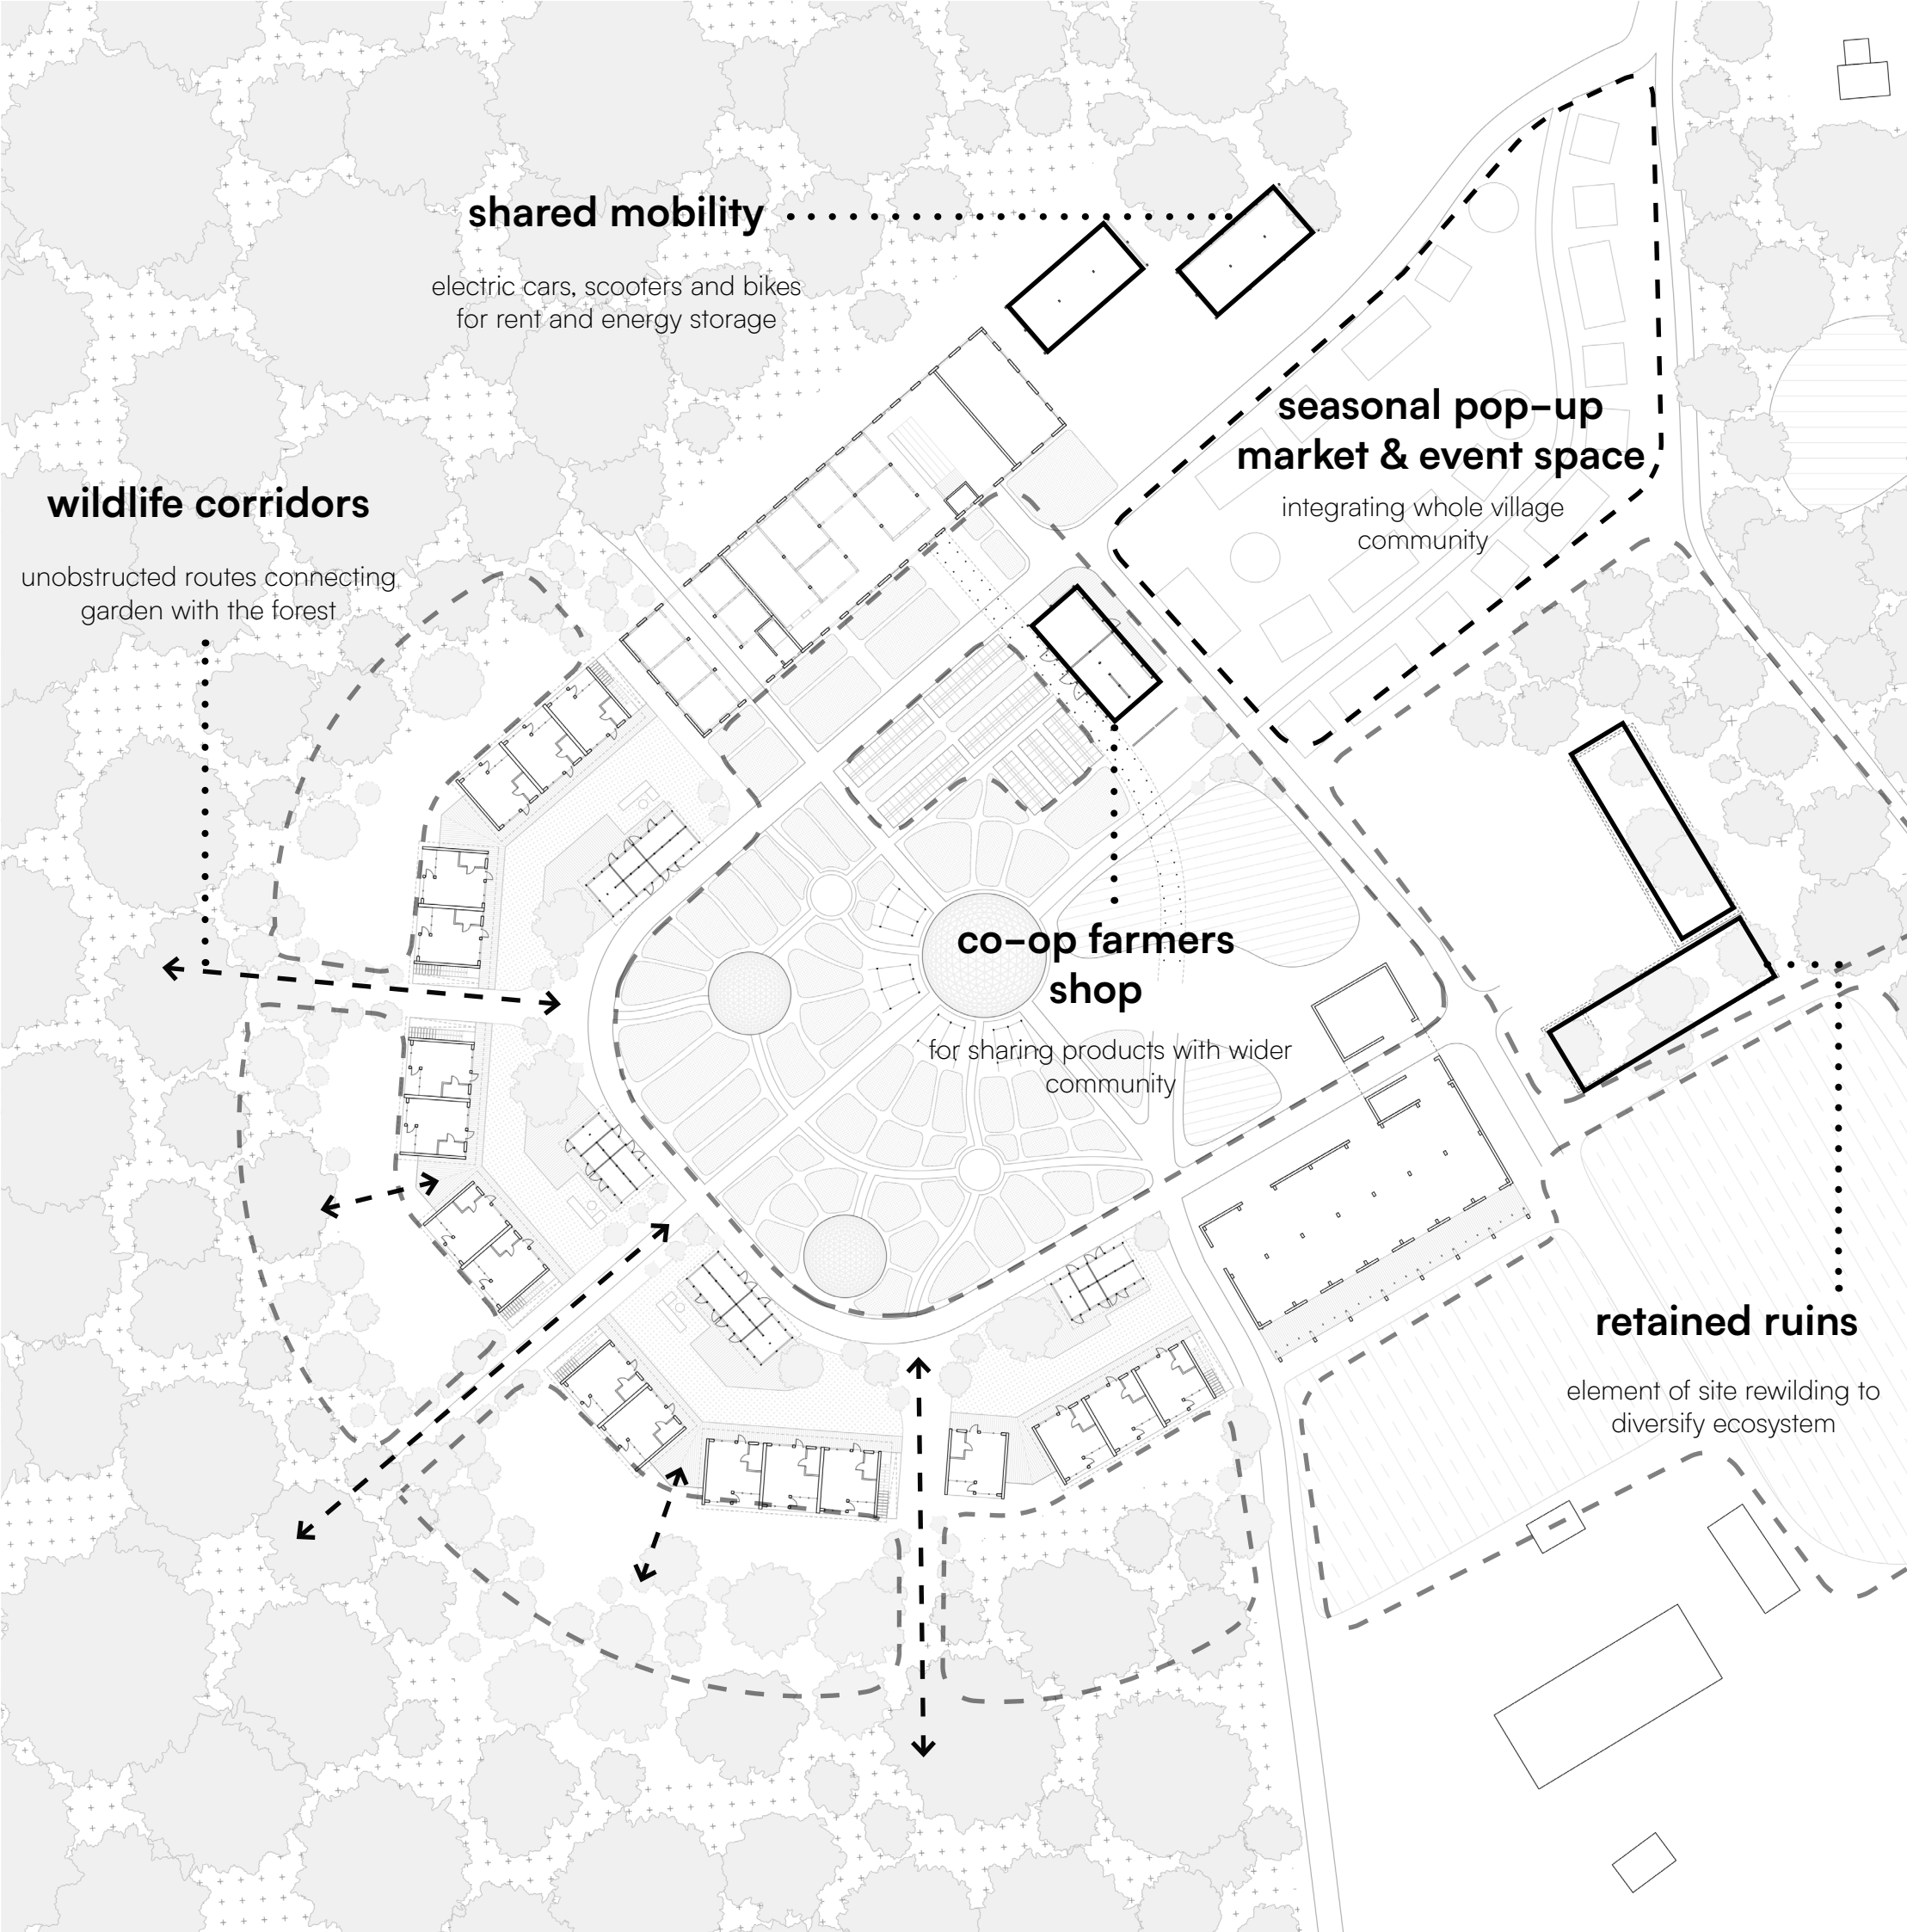 shared mobility
electric cars, scooters and bikes
for rent and energy storage
seasonal pop-up
market & event space
integrating whole village
community
wildlife corridors
unobstructed routes connecting
garden with the forest
co-op farmers
shop
for sharing products with wider
community
retained ruins
element of site rewilding to
diversify ecosystem